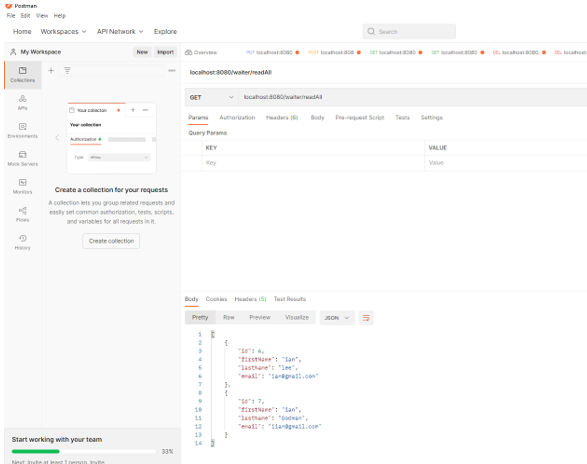 Postman
File Edit View Help
Home Workspaces API Network Explore
Search
My Workspace
New Import
Overview
PUT localhost:8080
POST localhost:808
GET localhost:8080
GET localhost:8080
DEL localhost:8080,
DEL localhost
Collections
APIs
Environments
Mock Servers
Monitors
Flows
History
Your collection
Your collection
Authorization
Type
Create a collection for your requests
A collection lets you group related requests and
easily set common authorization, tests, scripts,
and variables for all requests in it.
Create collection
localhost:8080/waiter/readAll
GET localhost:8080/waiter/readAll
Params Authorization Headers (6) Body Pre-request Script Tests Settings
Query Params
KEY VALUE
Key Value
Body Cookies Headers (5) Test Results
Pretty Raw Preview Visualize JSON
1 [
2 {
3 "id": 6,
4 "firstName": "ian",
5 "lastName": "lee",
6 "email": "ian@gmail.com"
7 },
8 {
9 "id": 7,
10 "firstName": "ian",
11 "lastName": "Godman",
12 "email": "iian@gmail.com"
13 }
14 ]
Start working with your team
33%
Next: Invite at least 1 person. Invite